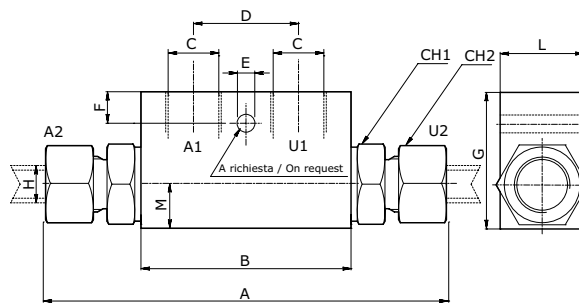 D
C
E
C
CH1
CH2
L
F
A2
A1
U1
U2
A richiesta / On request
G
H
M
B
A